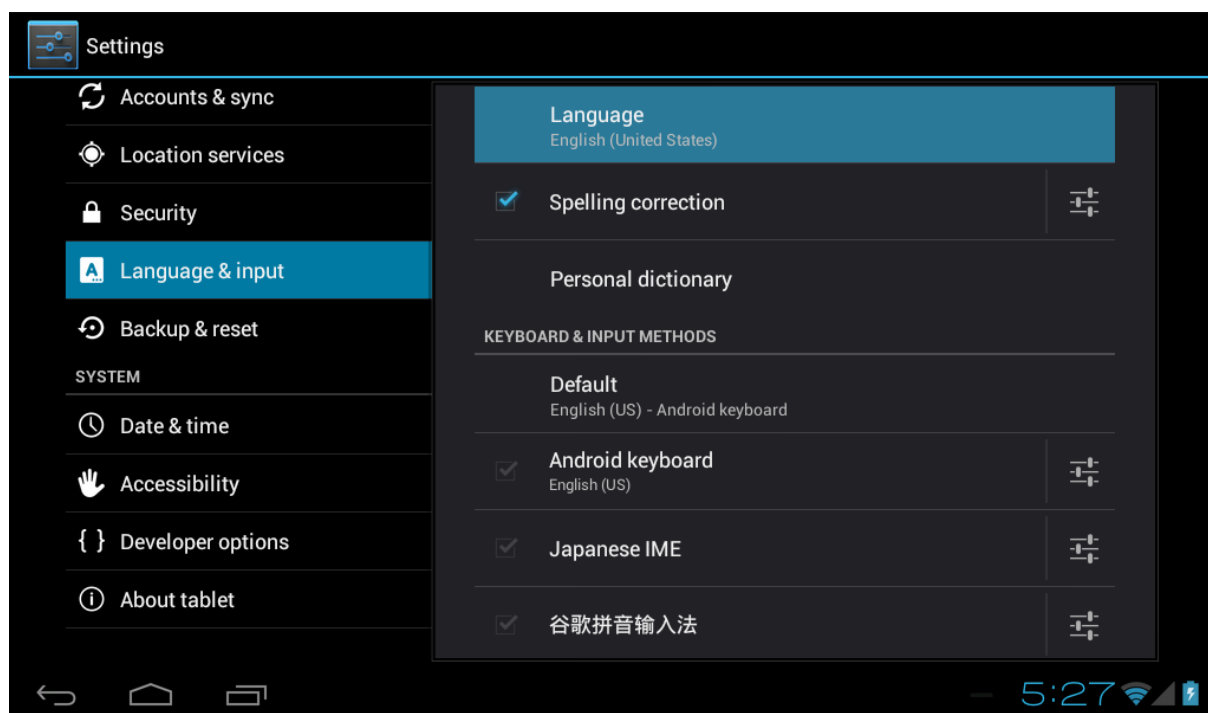 Settings
Accounts & sync
Location services
Security
Language & input
Backup & reset
SYSTEM
Date & time
Accessibility
{ } Developer options
About tablet
Language
English (United States)
Spelling correction
Personal dictionary
KEYBOARD & INPUT METHODS
Default
English (US) - Android keyboard
Android keyboard
English (US)
Japanese IME
谷歌拼音输入法
5:27